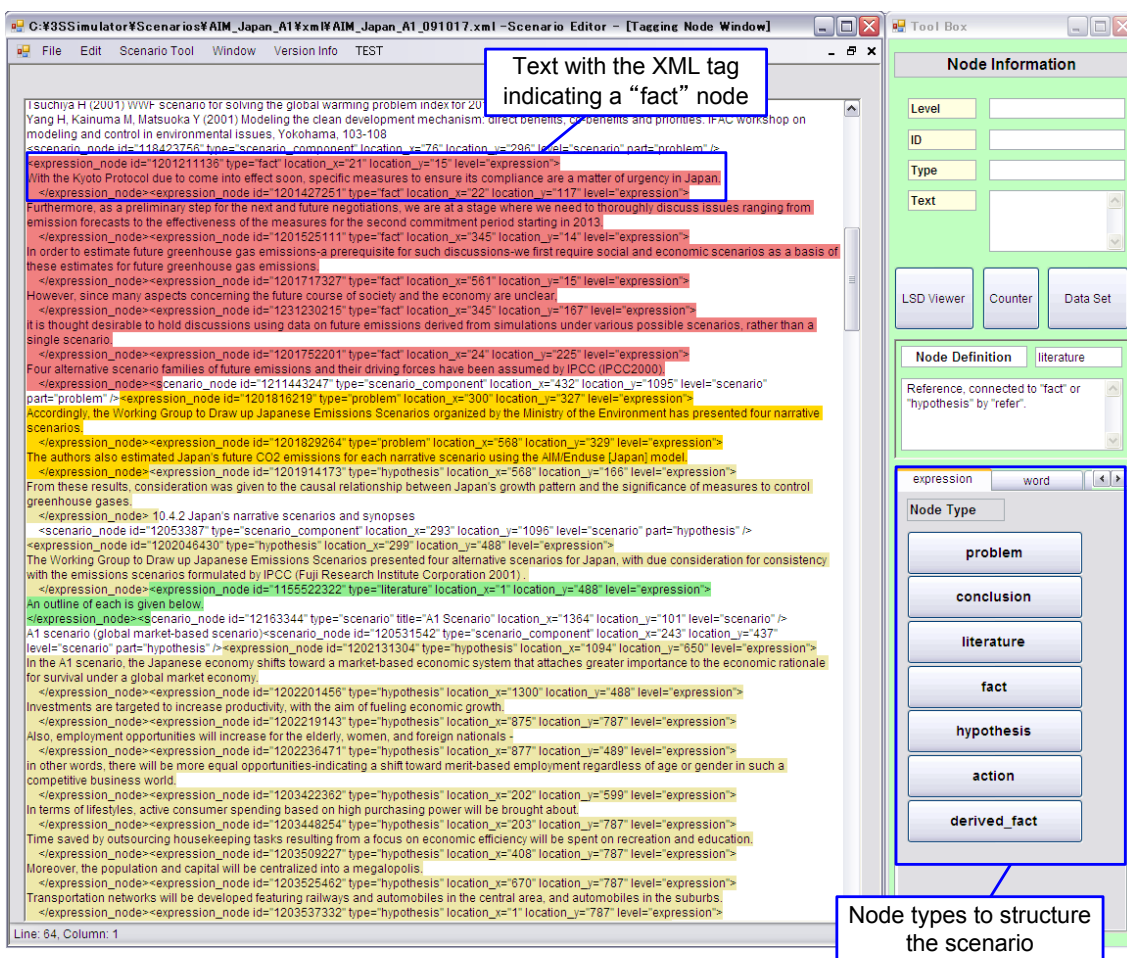 C:¥3SSimulator¥Scenarios¥AIM_Japan_A1¥xml¥AIM_Japan_A1_091017.xml -Scenario Editor - [Tagging Node Window]
File Edit Scenario Tool Window Version Info TEST
Text with the XML tag
indicating a “fact” node
Tsuchiya H (2001) WWF scenario for solving the global warming problem index for
Yang H, Kainuma M, Matsuoka Y (2001) Modeling the clean development mechanism: direct benefits, co-benefits and priorities. IFAC workshop on
modeling and control in environmental issues, Yokohama, 103-108
<scenario_node id="118423756" type="scenario_component" location_x="76" location_y="296" level="scenario" part="problem" />
<expression_node id="1201211136" type="fact" location_x="21" location_y="15" level="expression">
With the Kyoto Protocol due to come into effect soon, specific measures to ensure its compliance are a matter of urgency in Japan.
</expression_node><expression_node id="1201427251" type="fact" location_x="22" location_y="117" level="expression">
Furthermore, as a preliminary step for the next and future negotiations, we are at a stage where we need to thoroughly discuss issues ranging from
emission forecasts to the effectiveness of the measures for the second commitment period starting in 2013.
</expression_node><expression_node id="1201525111" type="fact" location_x="345" location_y="14" level="expression">
In order to estimate future greenhouse gas emissions-a prerequisite for such discussions-we first require social and economic scenarios as a basis of
these estimates for future greenhouse gas emissions.
</expression_node><expression_node id="1201717327" type="fact" location_x="561" location_y="15" level="expression">
However, since many aspects concerning the future course of society and the economy are unclear,
</expression_node><expression_node id="1231230215" type="fact" location_x="345" location_y="167" level="expression">
it is thought desirable to hold discussions using data on future emissions derived from simulations under various possible scenarios, rather than a
single scenario.
</expression_node><expression_node id="1201752201" type="fact" location_x="24" location_y="225" level="expression">
Four alternative scenario families of future emissions and their driving forces have been assumed by IPCC (IPCC2000).
</expression_node><scenario_node id="1211443247" type="scenario_component" location_x="432" location_y="1095" level="scenario"
part="problem" /><expression_node id="1201816219" type="problem" location_x="300" location_y="327" level="expression">
Accordingly, the Working Group to Draw up Japanese Emissions Scenarios organized by the Ministry of the Environment has presented four narrative
scenarios.
</expression_node><expression_node id="1201829264" type="problem" location_x="568" location_y="329" level="expression">
The authors also estimated Japan's future CO2 emissions for each narrative scenario using the AIM/Enduse [Japan] model.
</expression_node><expression_node id="1201914173" type="hypothesis" location_x="568" location_y="166" level="expression">
From these results, consideration was given to the causal relationship between Japan's growth pattern and the significance of measures to control
greenhouse gases.
</expression_node> 10.4.2 Japan's narrative scenarios and synopses
<scenario_node id="12053387" type="scenario_component" location_x="293" location_y="1096" level="scenario" part="hypothesis" />
<expression_node id="1202046430" type="hypothesis" location_x="299" location_y="488" level="expression">
The Working Group to Draw up Japanese Emissions Scenarios presented four alternative scenarios for Japan, with due consideration for consistency
with the emissions scenarios formulated by IPCC (Fuji Research Institute Corporation 2001) .
</expression_node><expression_node id="1155522322" type="literature" location_x="1" location_y="488" level="expression">
An outline of each is given below.
</expression_node><scenario_node id="12163344" type="scenario" title="A1 Scenario" location_x="1364" location_y="101" level="scenario" />
A1 scenario (global market-based scenario)<scenario_node id="120531542" type="scenario_component" location_x="243" location_y="437"
level="scenario" part="hypothesis" /><expression_node id="1202131304" type="hypothesis" location_x="1094" location_y="650" level="expression">
In the A1 scenario, the Japanese economy shifts toward a market-based economic system that attaches greater importance to the economic rationale
for survival under a global market economy.
</expression_node><expression_node id="1202201456" type="hypothesis" location_x="1300" location_y="488" level="expression">
Investments are targeted to increase productivity, with the aim of fueling economic growth.
</expression_node><expression_node id="1202219143" type="hypothesis" location_x="875" location_y="787" level="expression">
Also, employment opportunities will increase for the elderly, women, and foreign nationals -
</expression_node><expression_node id="1202236471" type="hypothesis" location_x="877" location_y="489" level="expression">
in other words, there will be more equal opportunities-indicating a shift toward merit-based employment regardless of age or gender in such a
competitive business world.
</expression_node><expression_node id="1203422362" type="hypothesis" location_x="202" location_y="599" level="expression">
In terms of lifestyles, active consumer spending based on high purchasing power will be brought about.
</expression_node><expression_node id="1203448254" type="hypothesis" location_x="203" location_y="787" level="expression">
Time saved by outsourcing housekeeping tasks resulting from a focus on economic efficiency will be spent on recreation and education.
</expression_node><expression_node id="1203509227" type="hypothesis" location_x="408" location_y="787" level="expression">
Moreover, the population and capital will be centralized into a megalopolis.
</expression_node><expression_node id="1203525462" type="hypothesis" location_x="670" location_y="787" level="expression">
Transportation networks will be developed featuring railways and automobiles in the central area, and automobiles in the suburbs.
</expression_node><expression_node id="1203537332" type="hypothesis" location_x="1" location_y="787" level="expression">
Line: 64, Column: 1
Tool Box
Node Information
Level
ID
Type
Text
LSD Viewer Counter Data Set
Node Definition literature
Reference, connected to "fact" or
"hypothesis" by "refer".
expression word
Node Type
problem
conclusion
literature
fact
hypothesis
action
derived_fact
Node types to structure
the scenario